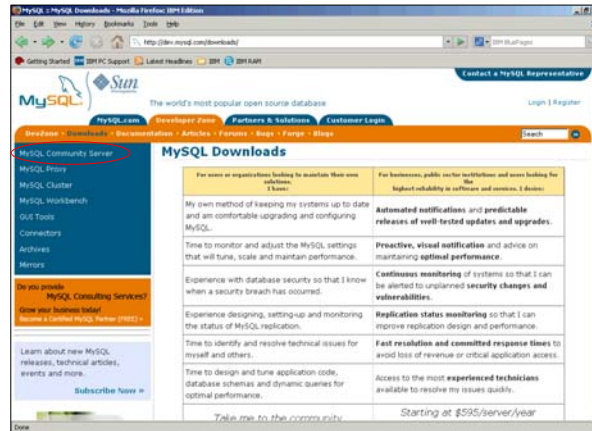 MySQL :: MySQL Downloads - Mozilla Firefox: IBM Edition
File Edit View History Bookmarks Tools Help
http://dev.mysql.com/downloads/
IBM BluePages
Getting Started IBM PC Support Latest Headlines IBM IBM RAM
Contact a MySQL Representative
Sun
MySQL
The world's most popular open source database
Login | Register
MySQL.com Developer Zone Partners & Solutions Customer Login
DevZone Downloads Documentation Articles Forums Bugs Forge Blogs
Search
MySQL Community Server
MySQL Proxy
MySQL Cluster
MySQL Workbench
GUI Tools
Connectors
Archives
Mirrors
Do you provide
MySQL Consulting Services?
Grow your business today!
Become a Certified MySQL Partner (FREE) »
Learn about new MySQL
releases, technical articles,
events and more.
Subscribe Now »
MySQL Downloads
For users or organizations looking to maintain their own
solutions.
I have:
For businesses, public sector institutions and users looking for
the
highest reliability in software and services. I desire:
My own method of keeping my systems up to date
and am comfortable upgrading and configuring
MySQL.
Automated notifications and predictable
releases of well-tested updates and upgrades.
Time to monitor and adjust the MySQL settings
that will tune, scale and maintain performance.
Proactive, visual notification and advice on
maintaining optimal performance.
Experience with database security so that I know
when a security breach has occurred.
Continuous monitoring of systems so that I can
be alerted to unplanned security changes and
vulnerabilities.
Experience designing, setting-up and monitoring
the status of MySQL replication.
Replication status monitoring so that I can
improve replication design and performance.
Time to identify and resolve technical issues for
myself and others.
Fast resolution and committed response times to
avoid loss of revenue or critical application access.
Time to design and tune application code,
database schemas and dynamic queries for
optimal performance.
Access to the most experienced technicians
available to resolve my issues quickly.
Take me to the community
Starting at $595/server/year
Done